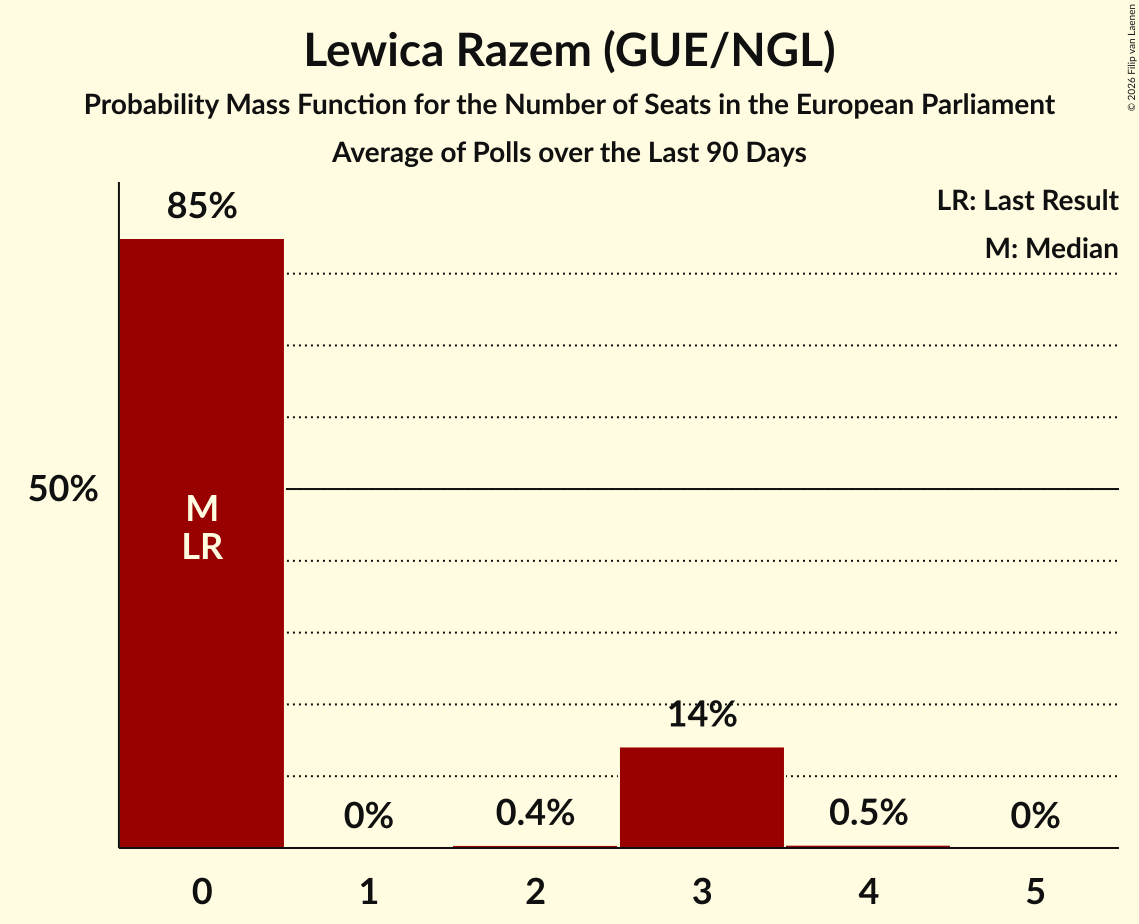 Lewica Razem (GUE/NGL)
Probability Mass Function for the Number of Seats in the European Parliament
Average of Polls over the Last 90 Days
© 2026 Filip van Laenen
LR: Last Result
M: Median
85%
50%
M
LR
14%
0%
0.4%
0.5%
0%
0
1
2
3
4
5